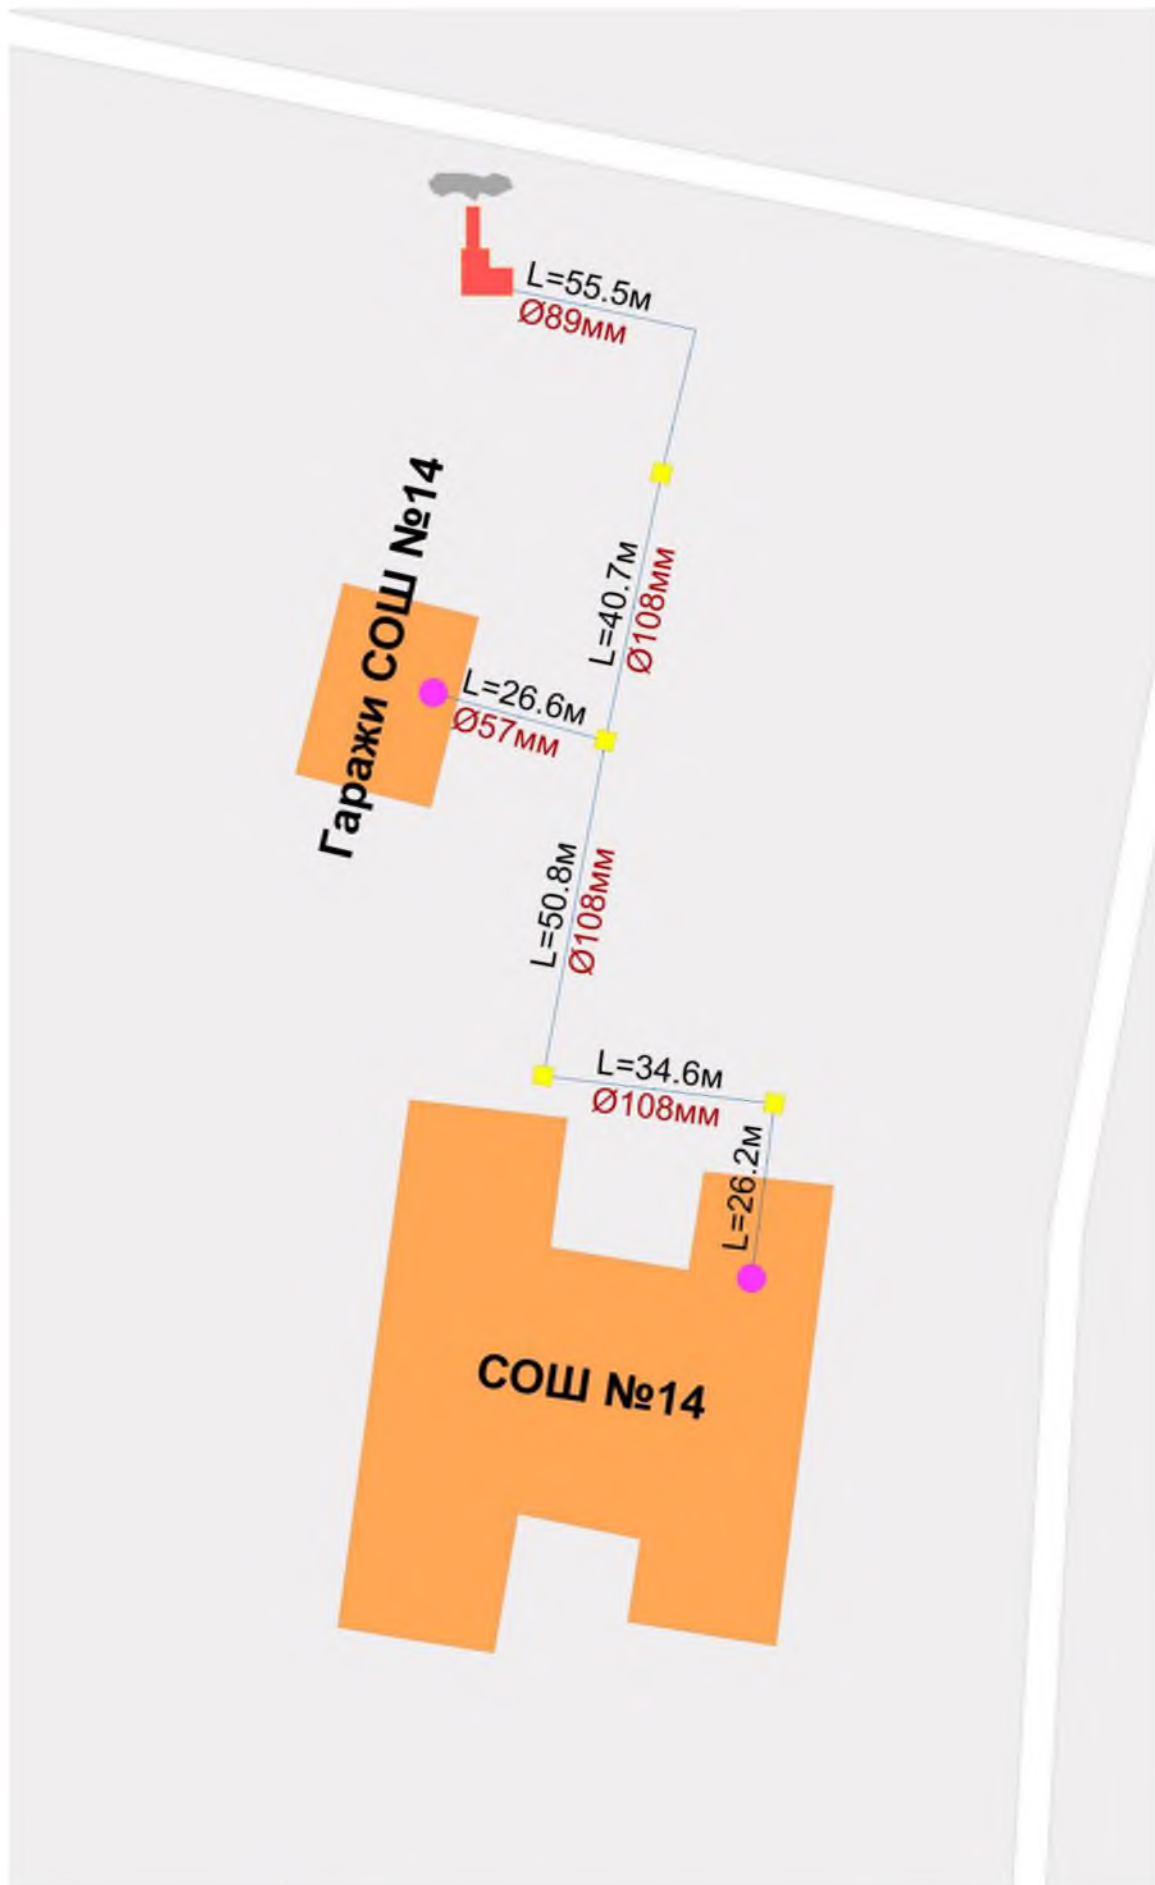 L=55.5м
Ø89мм
Гаражи СОШ №14
L=40.7м
Ø108мм
L=26.6м
Ø57мм
L=50.8м
Ø108мм
L=34.6м
Ø108мм
L=26.2м
СОШ №14